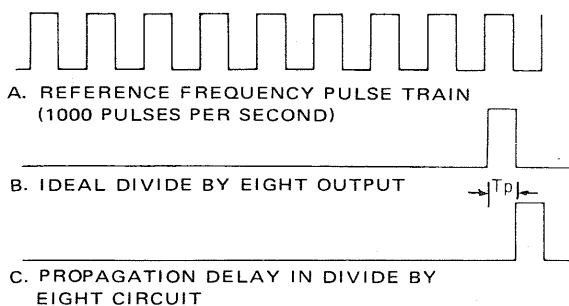 A. REFERENCE FREQUENCY PULSE TRAIN
(1000 PULSES PER SECOND)
B. IDEAL DIVIDE BY EIGHT OUTPUT
Tp
C. PROPAGATION DELAY IN DIVIDE BY
EIGHT CIRCUIT